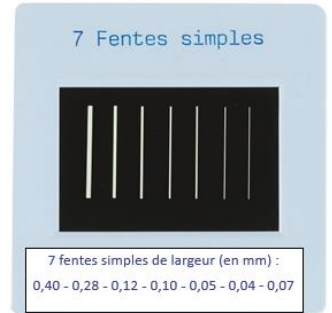 7 Fentes simples
7 fentes simples de largeur (en mm) :
0,40 - 0,28 - 0,12 - 0,10 - 0,05 - 0,04 - 0,07